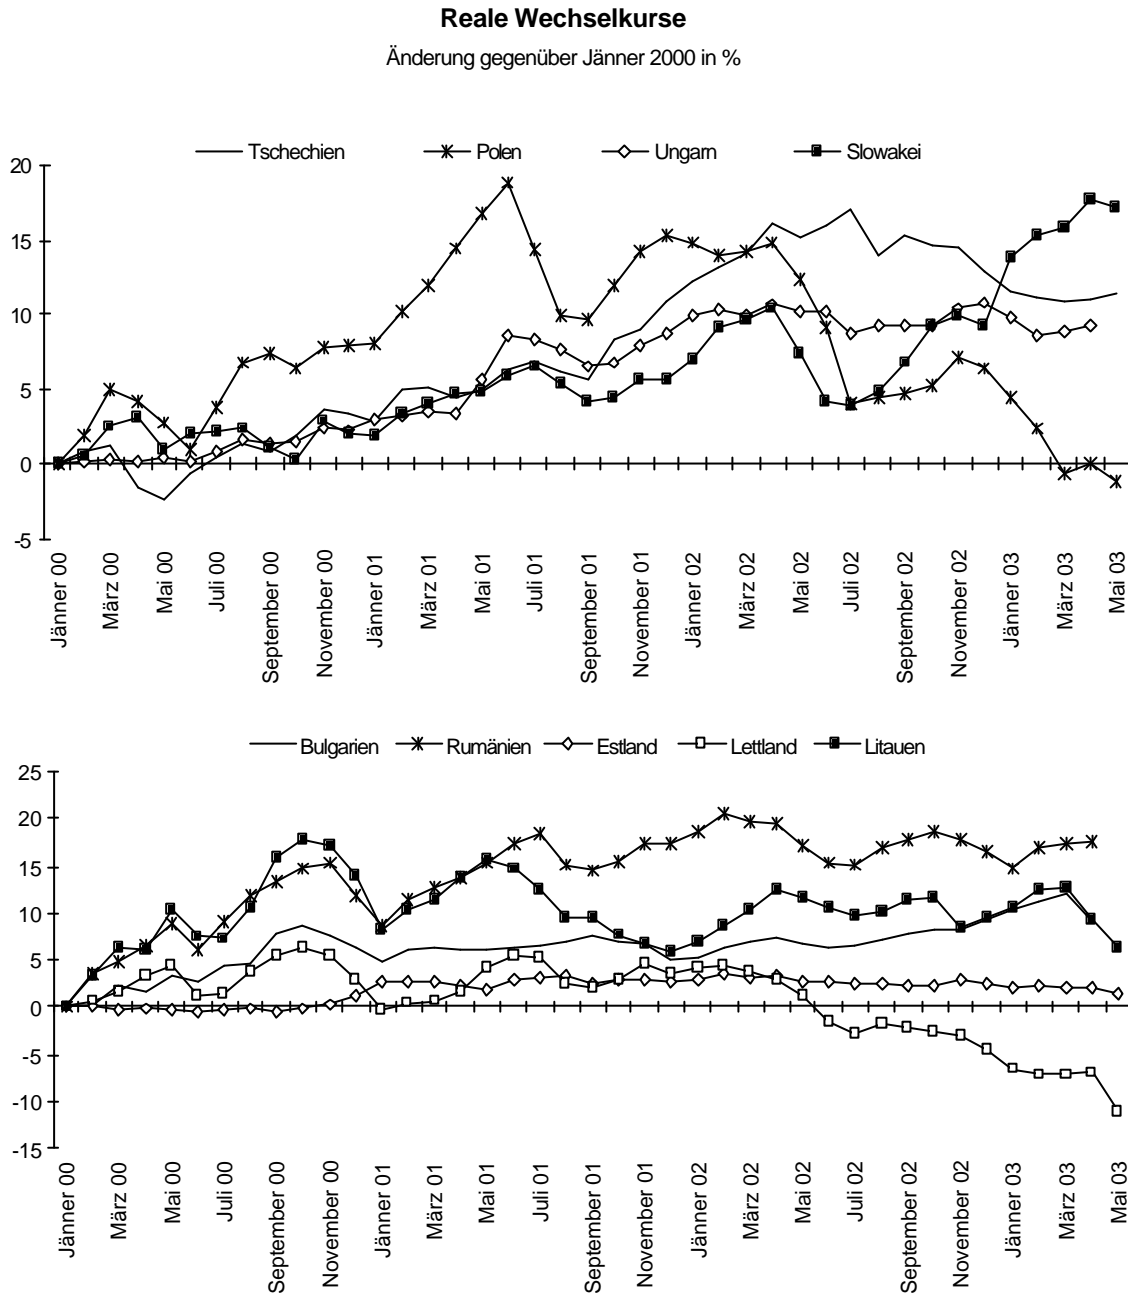 Reale Wechselkurse
Änderung gegenüber Jänner 2000 in %
Tschechien Polen Ungarn Slowakei
20
15
10
5
0
-5
Jänner 00 März 00 Mai 00 Juli 00 September 00 November 00 Jänner 01 März 01 Mai 01 Juli 01 September 01 November 01 Jänner 02 März 02 Mai 02 Juli 02 September 02 November 02 Jänner 03 März 03 Mai 03
Bulgarien Rumänien Estland Lettland Litauen
25
20
15
10
5
0
-5
-10
-15
Jänner 00 März 00 Mai 00 Juli 00 September 00 November 00 Jänner 01 März 01 Mai 01 Juli 01 September 01 November 01 Jänner 02 März 02 Mai 02 Juli 02 September 02 November 02 Jänner 03 März 03 Mai 03